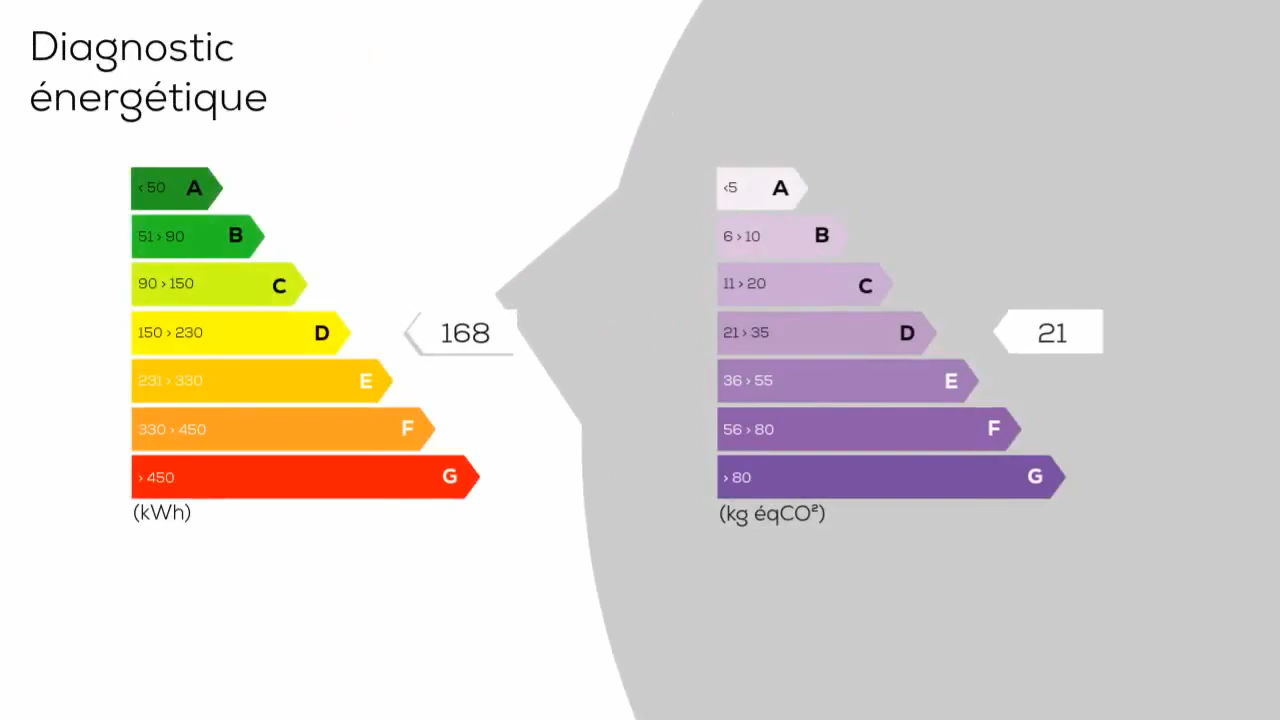 Diagnostic
énergétique
< 50 A
51 > 90 B
90 > 150 C
150 > 230 D
168
231 > 330 E
330 > 450 F
> 450 G
(kWh)
<5 A
6 > 10 B
11 > 20 C
21 > 35 D
21
36 > 55 E
56 > 80 F
> 80 G
(kg éqCO²)